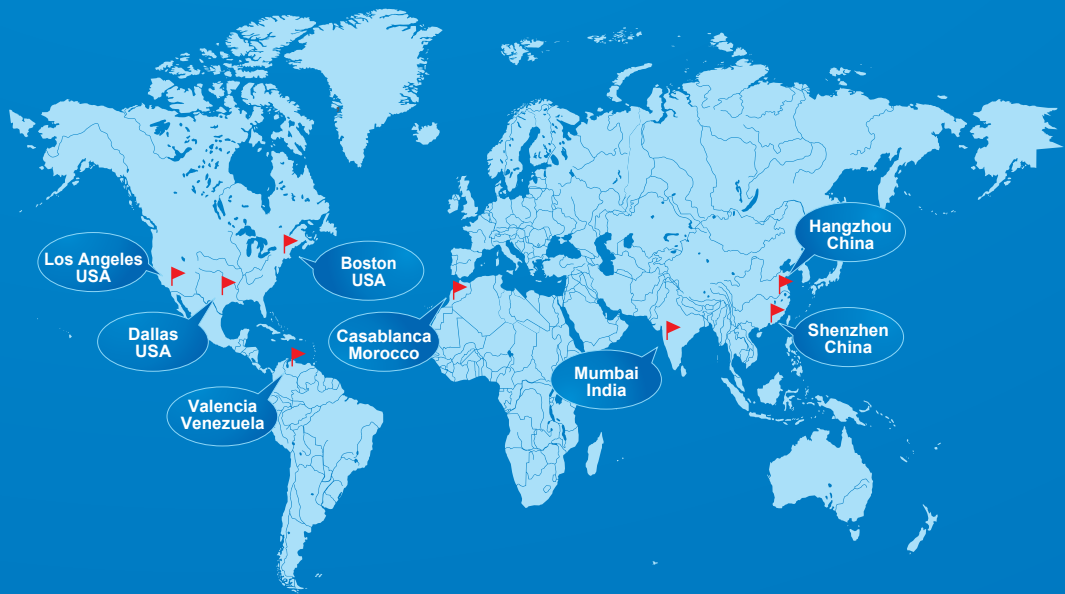 Hangzhou
China
Los Angeles
USA
Boston
USA
Dallas
USA
Casablanca
Morocco
Shenzhen
China
Mumbai
India
Valencia
Venezuela